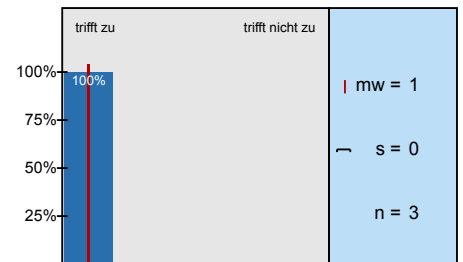 trifft zu trifft nicht zu
100%
100%
mw = 1
75%
s = 0
50%
n = 3
25%